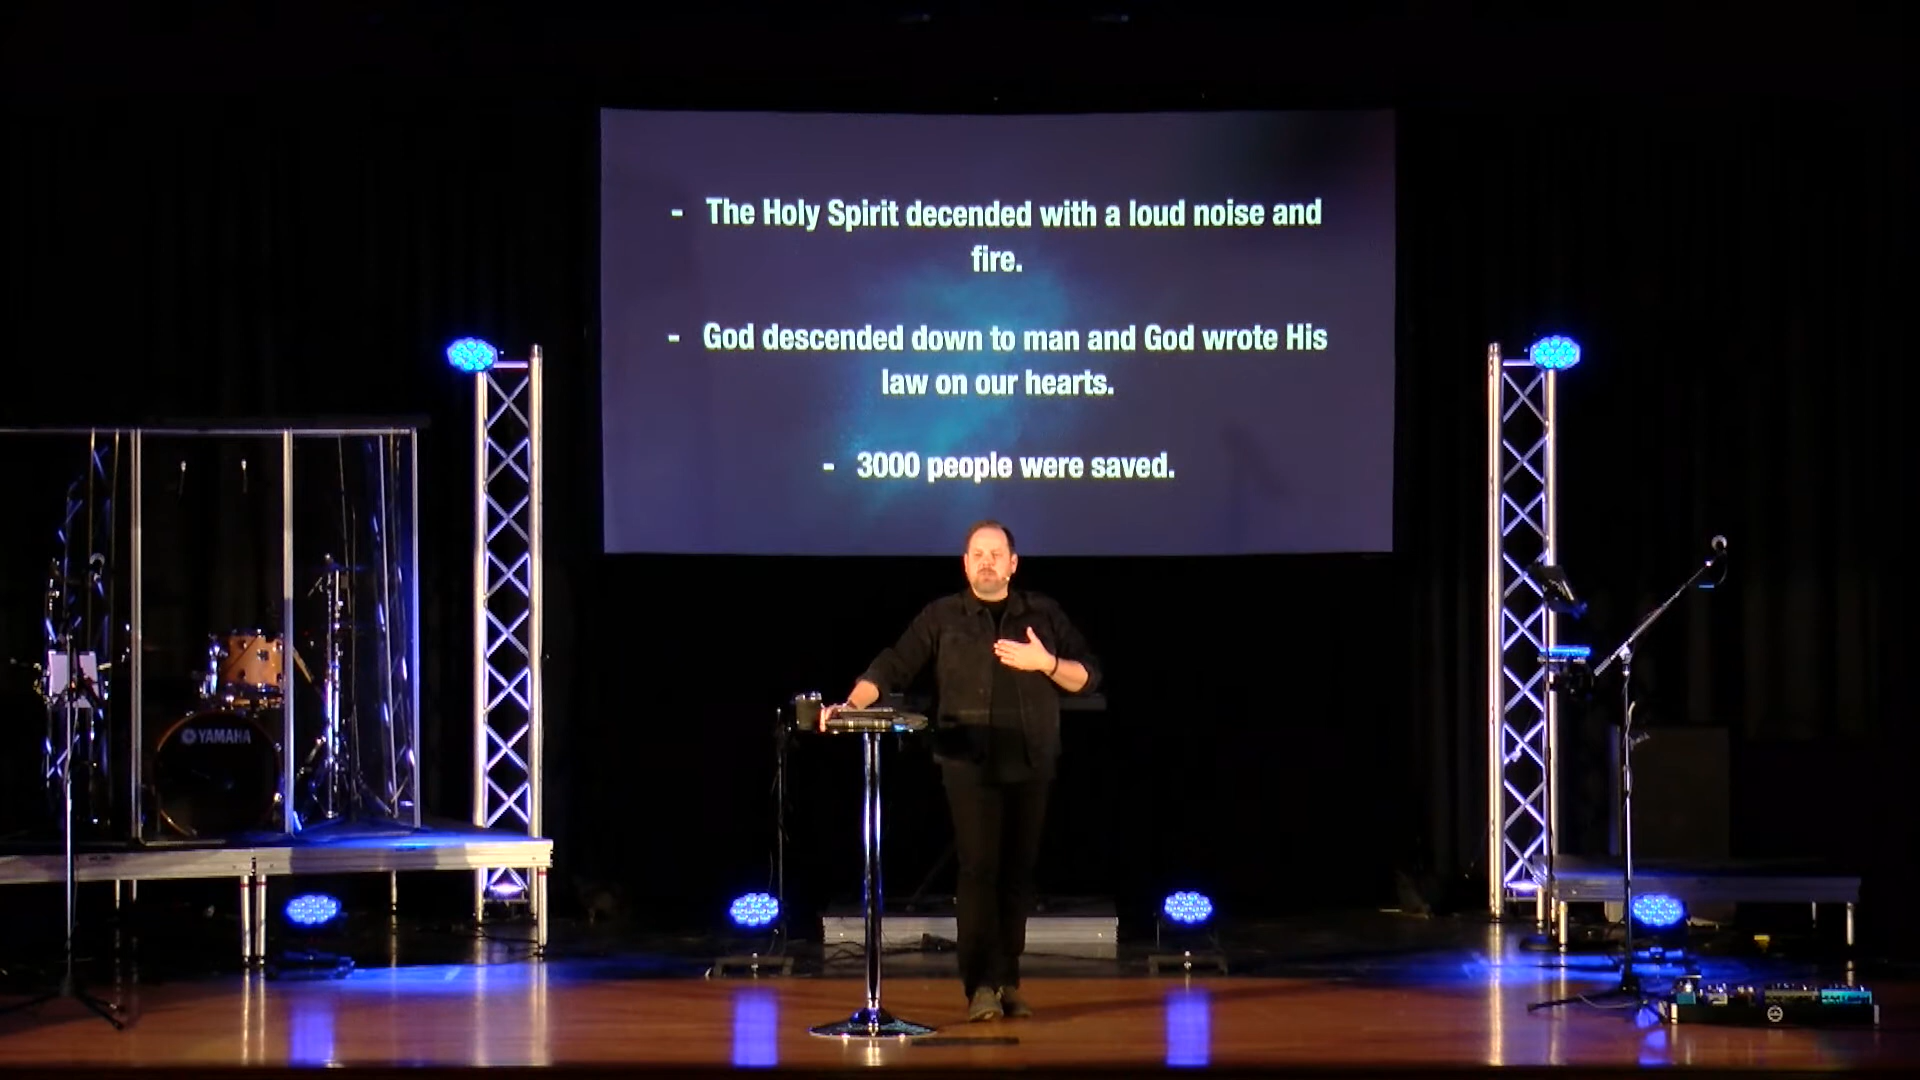 - The Holy Spirit decended with a loud noise and
fire.
- God descended down to man and God wrote His
law on our hearts.
- 3000 people were saved.
YAMAHA